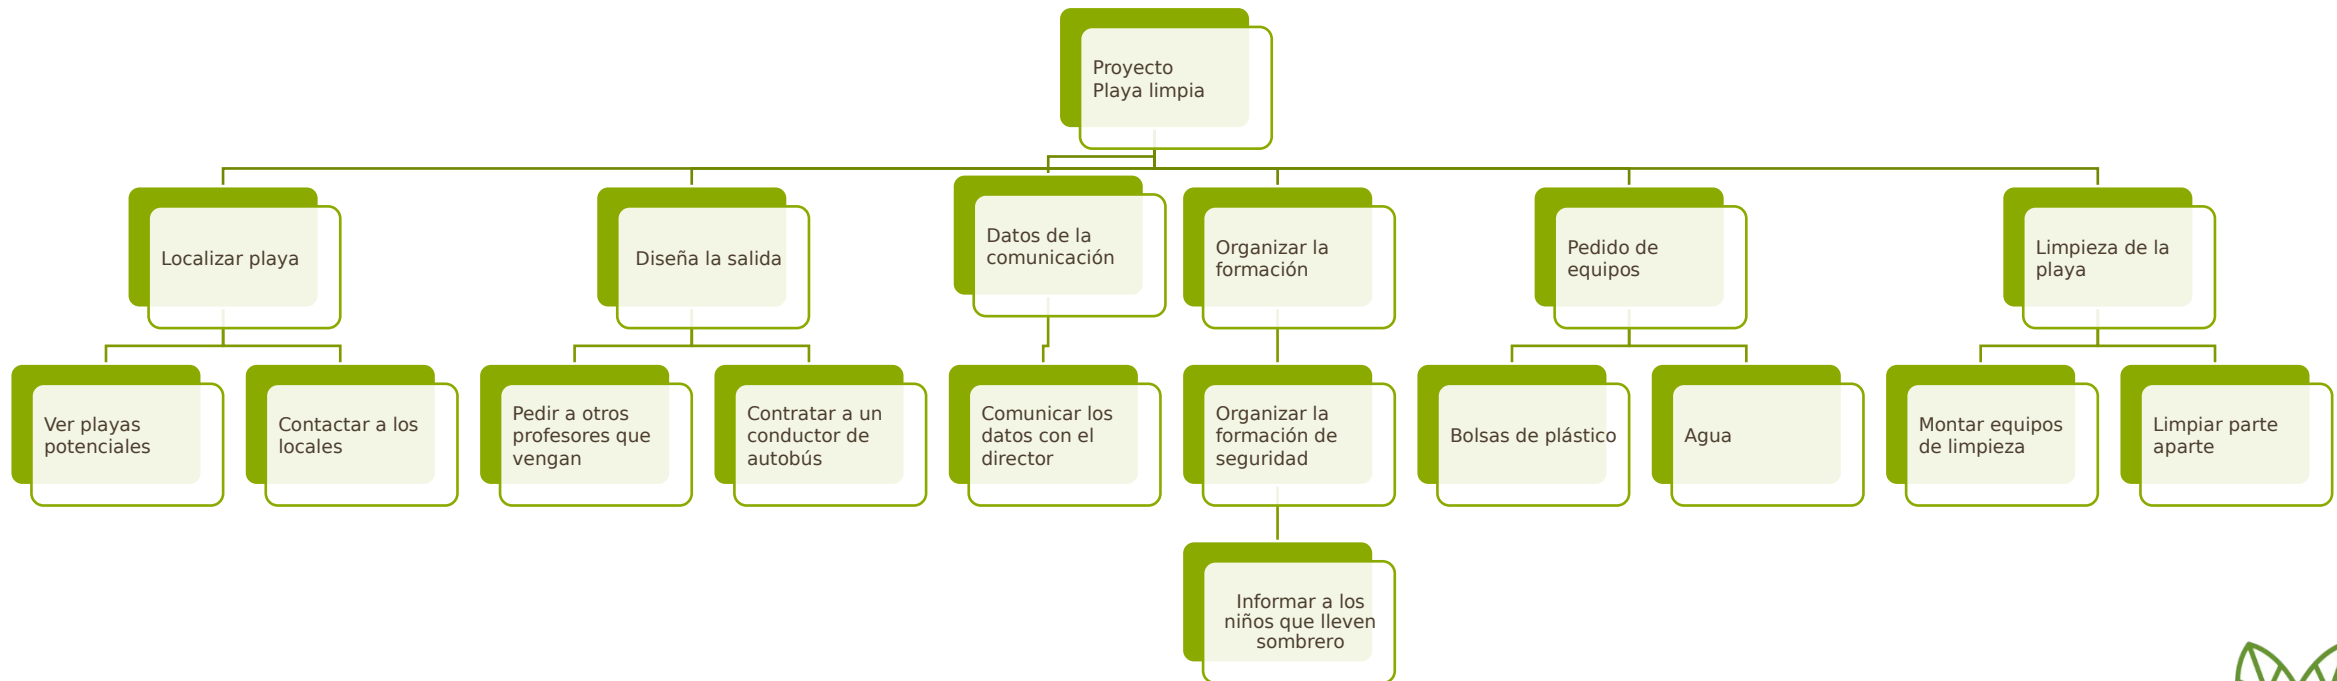 Proyecto
Playa limpia
Localizar playa
Diseña la salida
Datos de la
comunicación
Organizar la
formación
Pedido de
equipos
Limpieza de la
playa
Ver playas
potenciales
Contactar a los
locales
Pedir a otros
profesores que
vengan
Contratar a un
conductor de
autobús
Comunicar los
datos con el
director
Organizar la
formación de
seguridad
Bolsas de plástico
Agua
Montar equipos
de limpieza
Limpiar parte
aparte
Informar a los
niños que lleven
sombrero